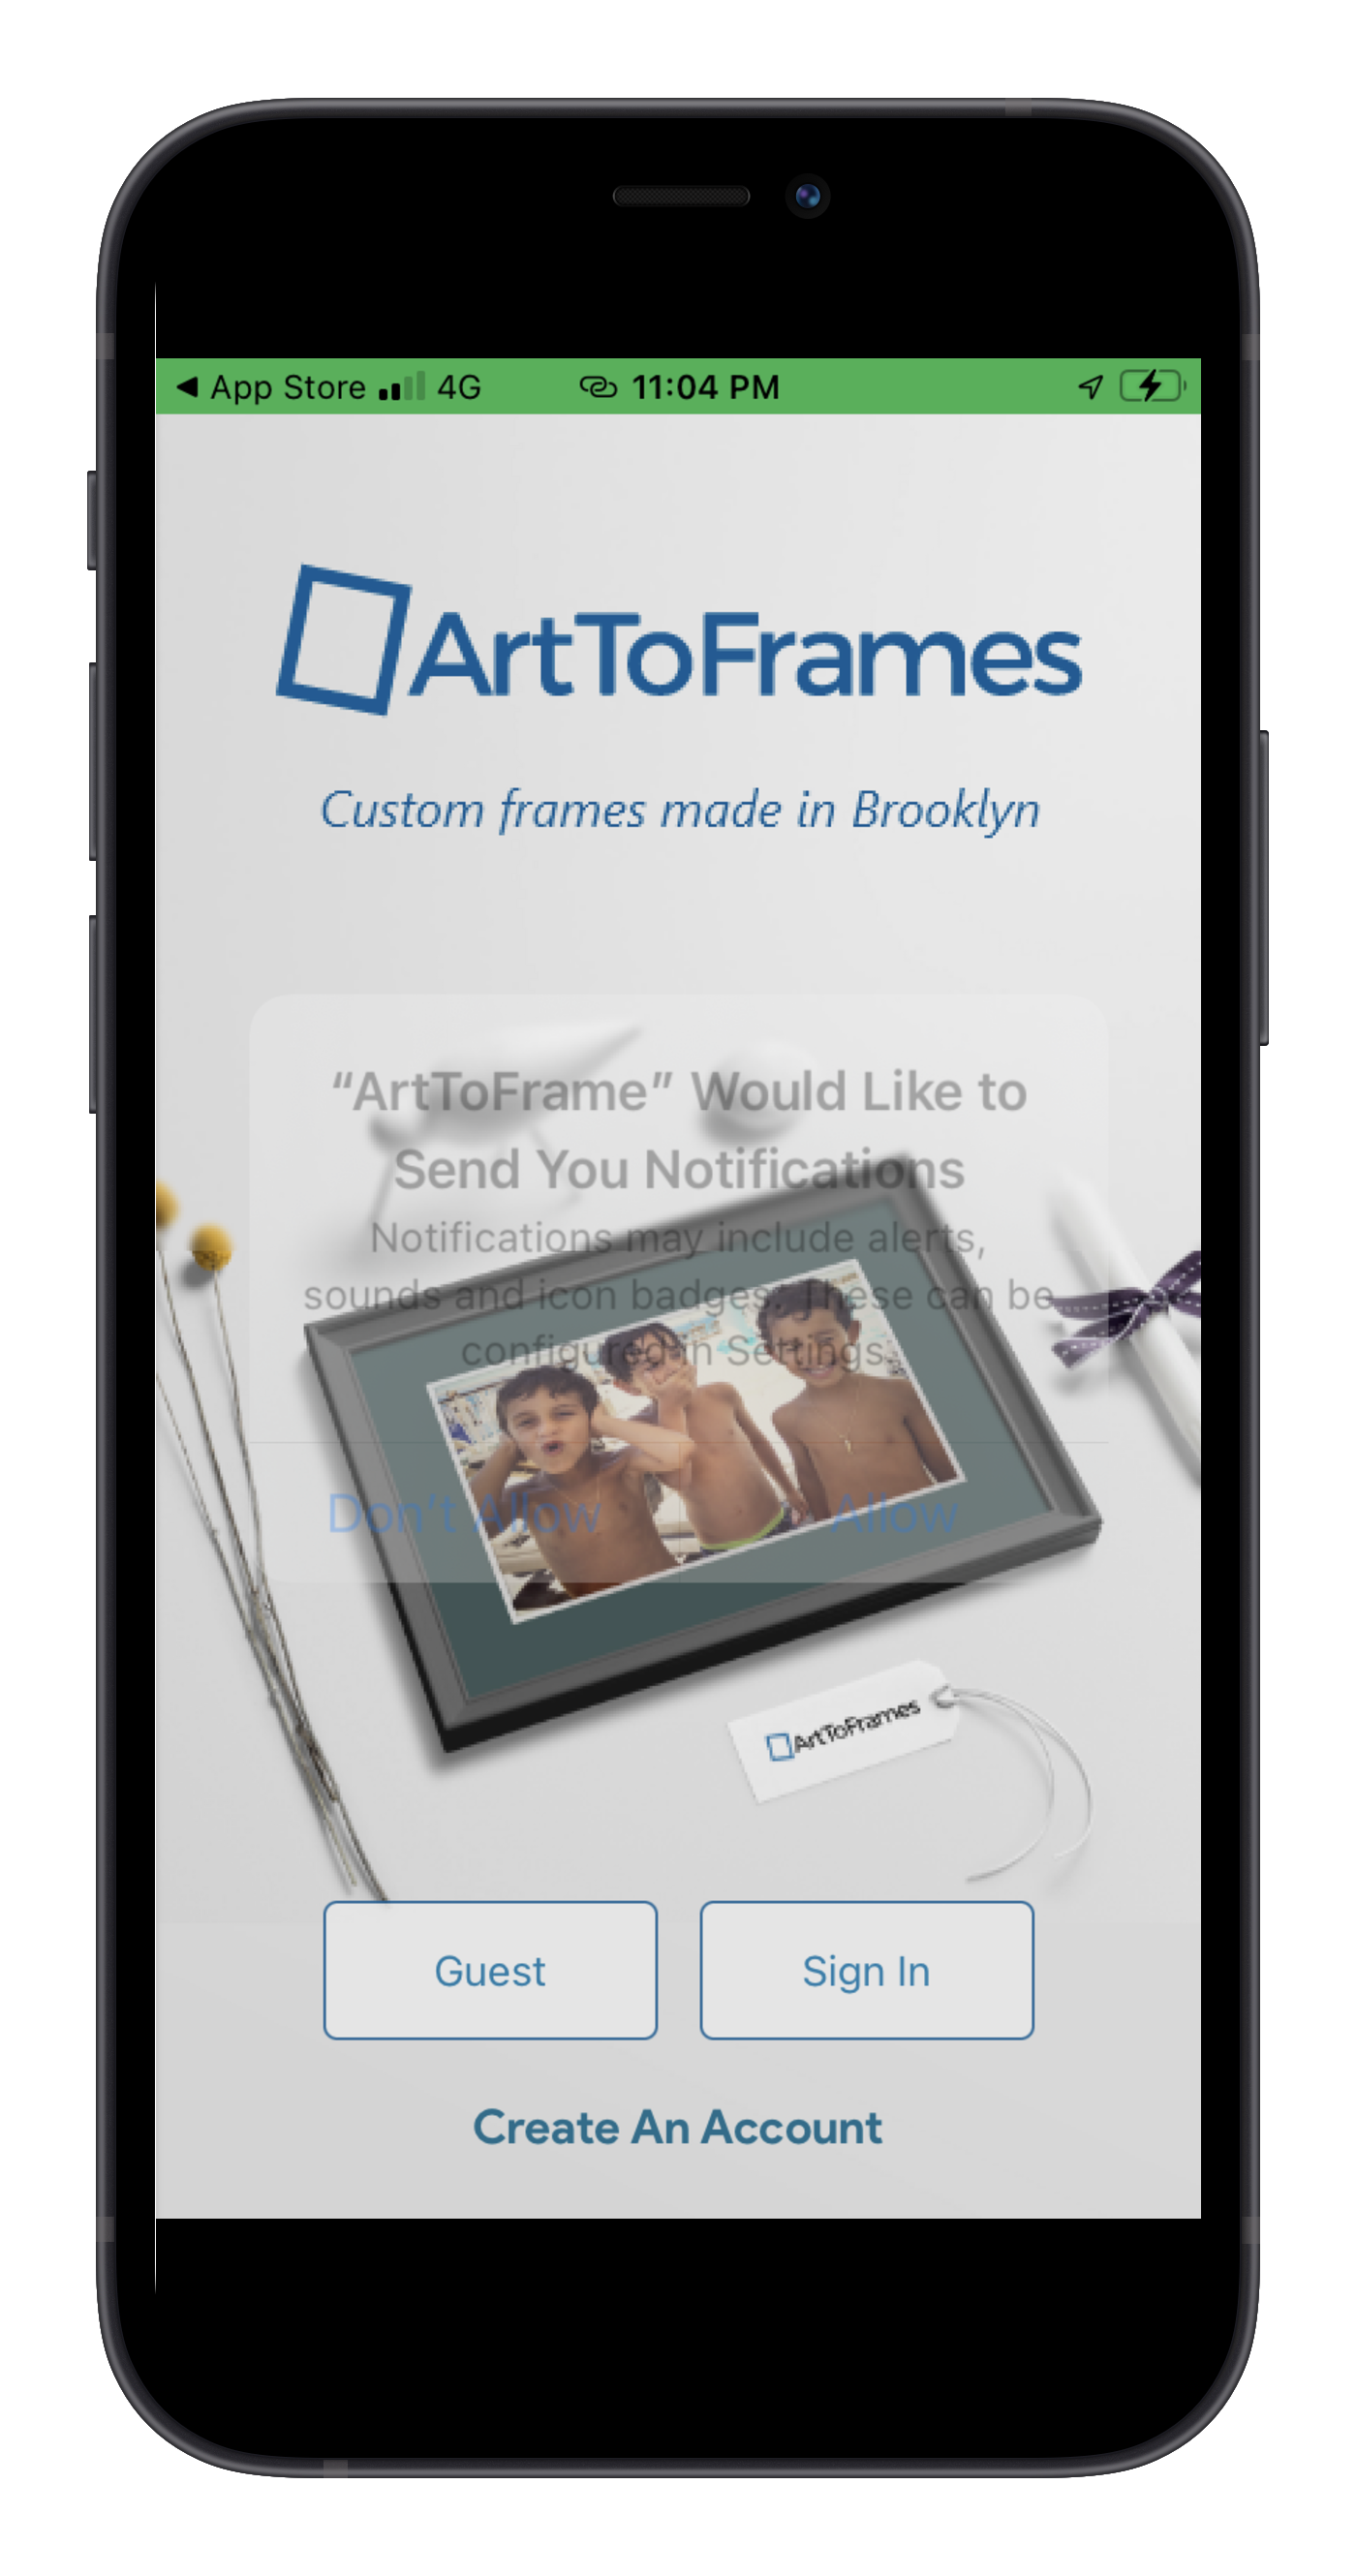 App Store 4G 11:04 PM
ArtToFrames
Custom frames made in Brooklyn
“ArtToFrame” Would Like to
Send You Notifications
Notifications may include alerts,
sounds and icon badges. These can be
configured in Settings.
Don’t Allow Allow
ArtToFrames
Guest Sign In
Create An Account